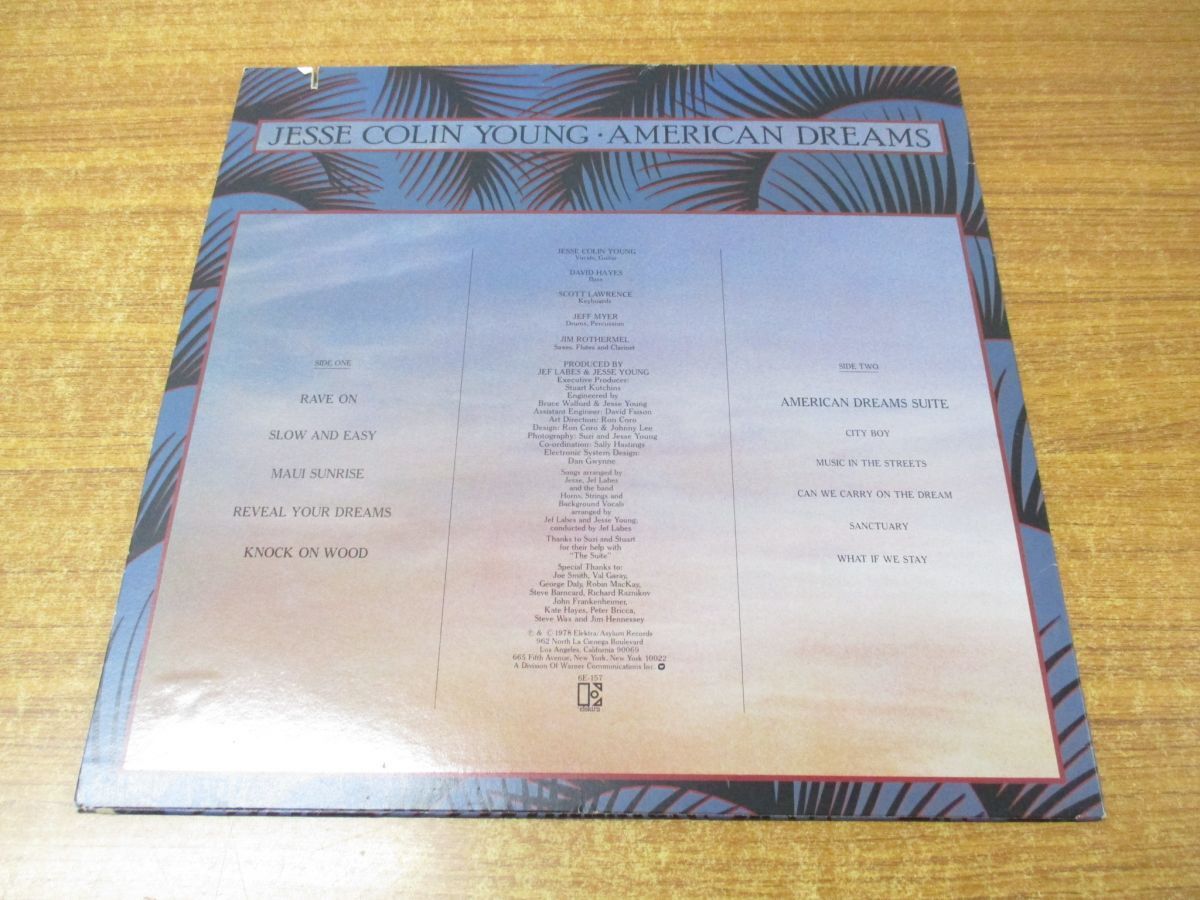 JESSE COLIN YOUNG · AMERICAN DREAMS
SIDE ONE
RAVE ON
SLOW AND EASY
MAUI SUNRISE
REVEAL YOUR DREAMS
KNOCK ON WOOD
JESSE COLIN YOUNG
Vocals, Guitar
DAVID HAYES
Bass
SCOTT LAWRENCE
Keyboards
JEFF MYER
Drums, Percussion
JIM ROTHERMEL
Saxes, Flutes and Clarinet
PRODUCED BY
JEF LABES & JESSE YOUNG
Executive Producer:
Stuart Kutchins
Engineered by
Bruce Walford & Jesse Young
Assistant Engineer: David Faison
Art Direction: Ron Coro
Design: Ron Coro & Johnny Lee
Photography: Suzi and Jesse Young
Co-ordination: Sally Hastings
Electronic System Design:
Dan Gwynne
Songs arranged by
Jesse, Jef Labes
and the band
Horns, Strings and
Background Vocals
arranged by
Jef Labes and Jesse Young,
conducted by Jef Labes
Thanks to Suzi and Stuart
for their help with
"The Suite"
Special Thanks to:
Joe Smith, Val Garay,
George Daly, Robin MacKay,
Steve Barncard, Richard Raznikov
John Frankenheimer,
Kate Hayes, Peter Bricca,
Steve Wax and Jim Hennessey
℗ & © 1978 Elektra/Asylum Records
962 North La Cienega Boulevard
Los Angeles, California 90069
665 Fifth Avenue, New York, New York 10022
A Division Of Warner Communications Inc.
6E-157
elektra
SIDE TWO
AMERICAN DREAMS SUITE
CITY BOY
MUSIC IN THE STREETS
CAN WE CARRY ON THE DREAM
SANCTUARY
WHAT IF WE STAY